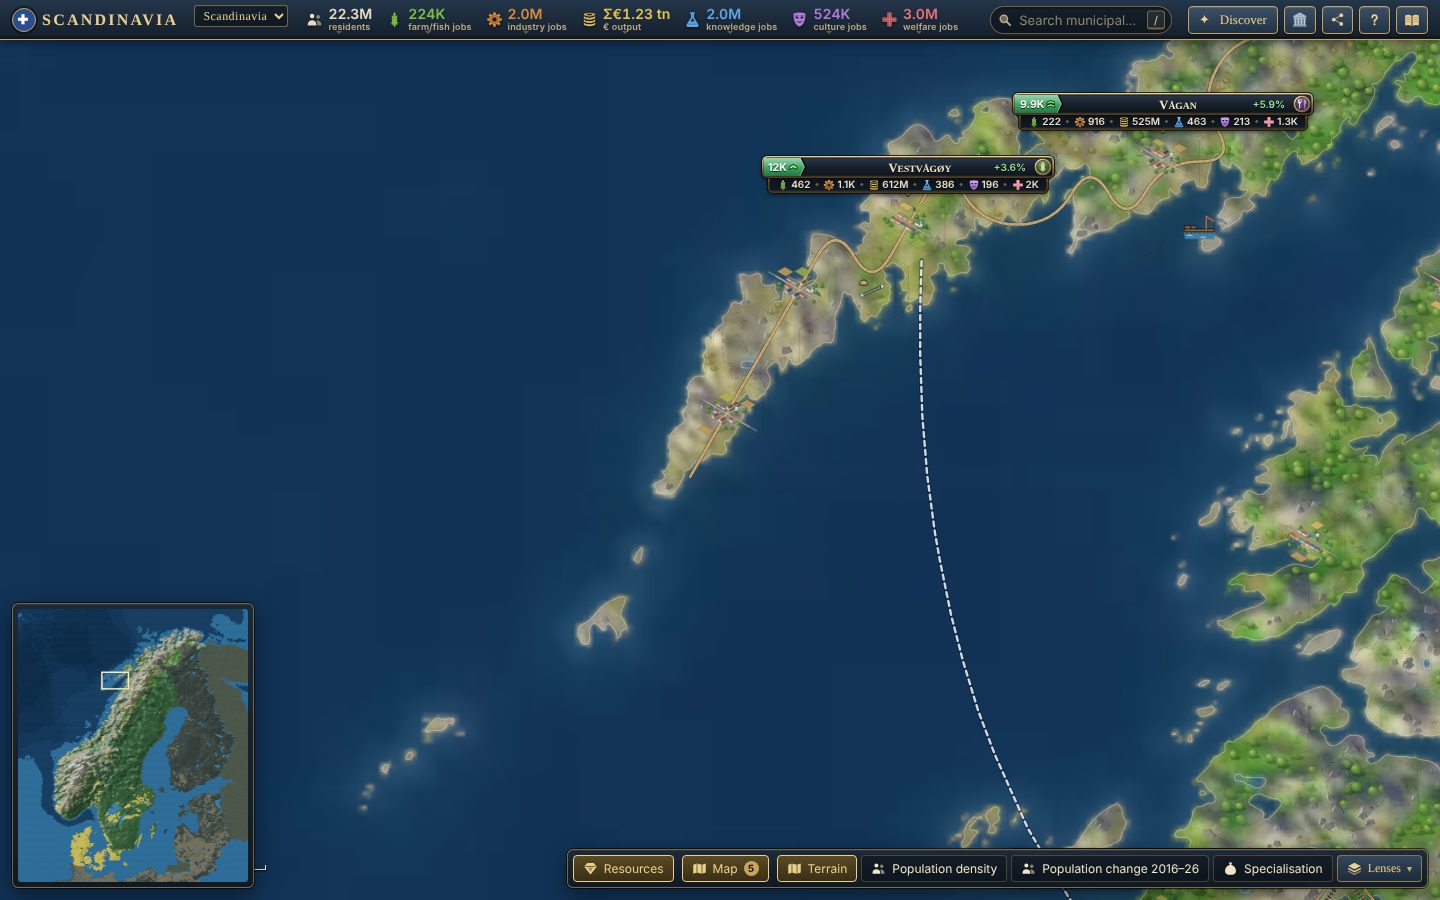 SCANDINAVIA
Scandinavia
22.3M
residents
224K
farm/fish jobs
2.0M
industry jobs
Σ€1.23 tn
€ output
2.0M
knowledge jobs
524K
culture jobs
3.0M
welfare jobs
Search municipal...
/
Discover
?
9.9K VÅGAN +5.9%
222 • 916 • 525M • 463 • 213 • 1.3K
12K VESTVÅGØY +3.6%
462 • 1.1K • 612M • 386 • 196 • 2K
Resources
Map 5
Terrain
Population density
Population change 2016–26
Specialisation
Lenses